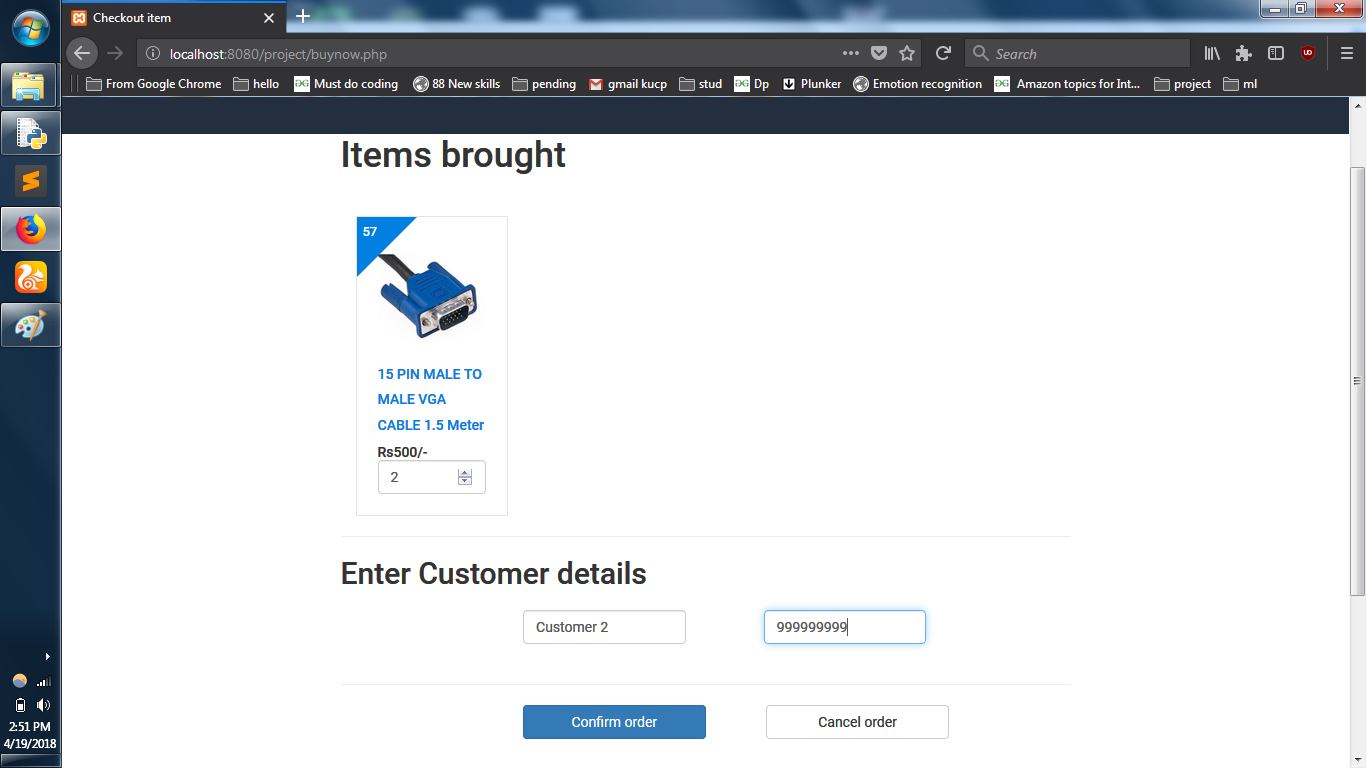 Checkout item
localhost:8080/project/buynow.php
Search
From Google Chrome
hello
Must do coding
88 New skills
pending
gmail kucp
stud
Dp
Plunker
Emotion recognition
Amazon topics for Int...
project
ml
Items brought
57
15 PIN MALE TO
MALE VGA
CABLE 1.5 Meter
Rs500/-
2
Enter Customer details
Customer 2
999999999
Confirm order
Cancel order
2:51 PM
4/19/2018